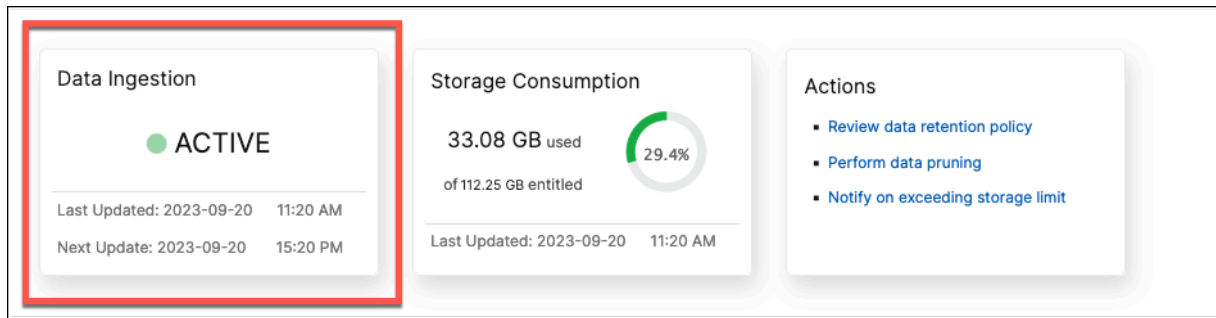 Data Ingestion
ACTIVE
Last Updated: 2023-09-20 11:20 AM
Next Update: 2023-09-20 15:20 PM
Storage Consumption
33.08 GB used
of 112.25 GB entitled
29.4%
Last Updated: 2023-09-20 11:20 AM
Actions
Review data retention policy
Perform data pruning
Notify on exceeding storage limit